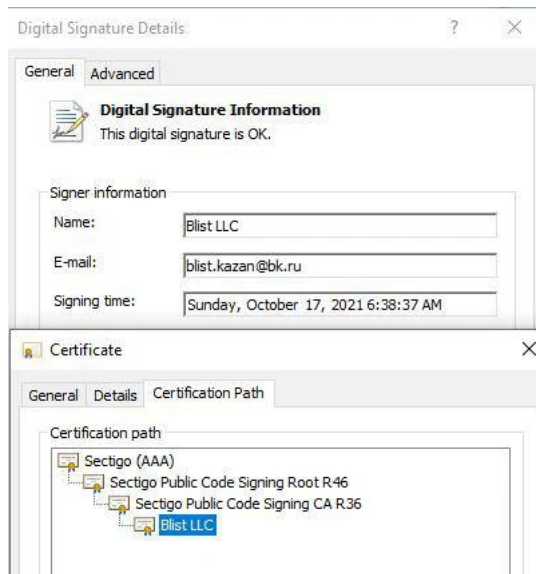 Digital Signature Details ?
General Advanced
Digital Signature Information
This digital signature is OK.
Signer information
Name: Blist LLC
E-mail: blist.kazan@bk.ru
Signing time: Sunday, October 17, 2021 6:38:37 AM
Certificate
General Details Certification Path
Certification path
Sectigo (AAA)
Sectigo Public Code Signing Root R46
Sectigo Public Code Signing CA R36
Blist LLC